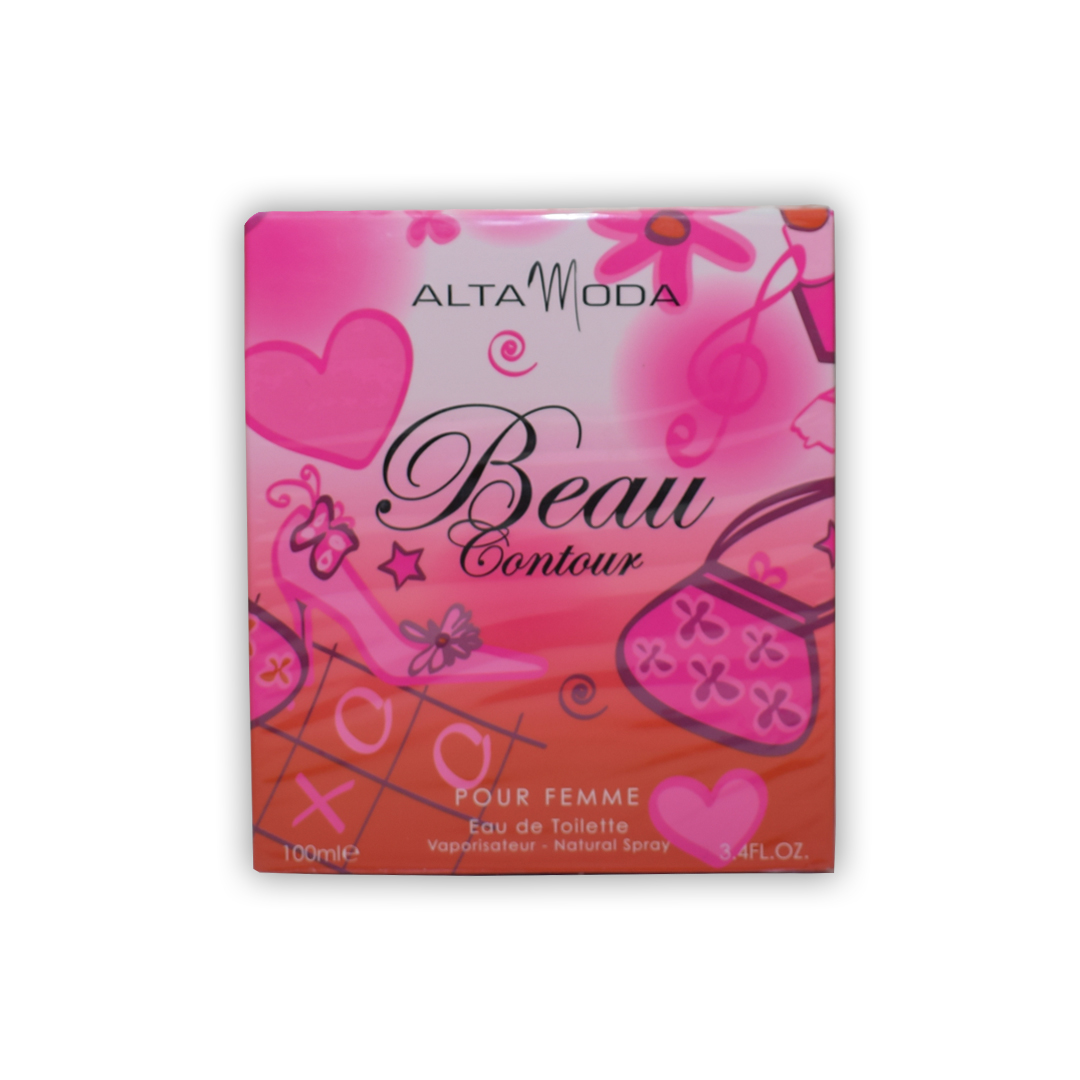 ALTA MODA
Beau
Contour
POUR FEMME
Eau de Toilette
Vaporisateur - Natural Spray
100ml℮
3.4FL.OZ.